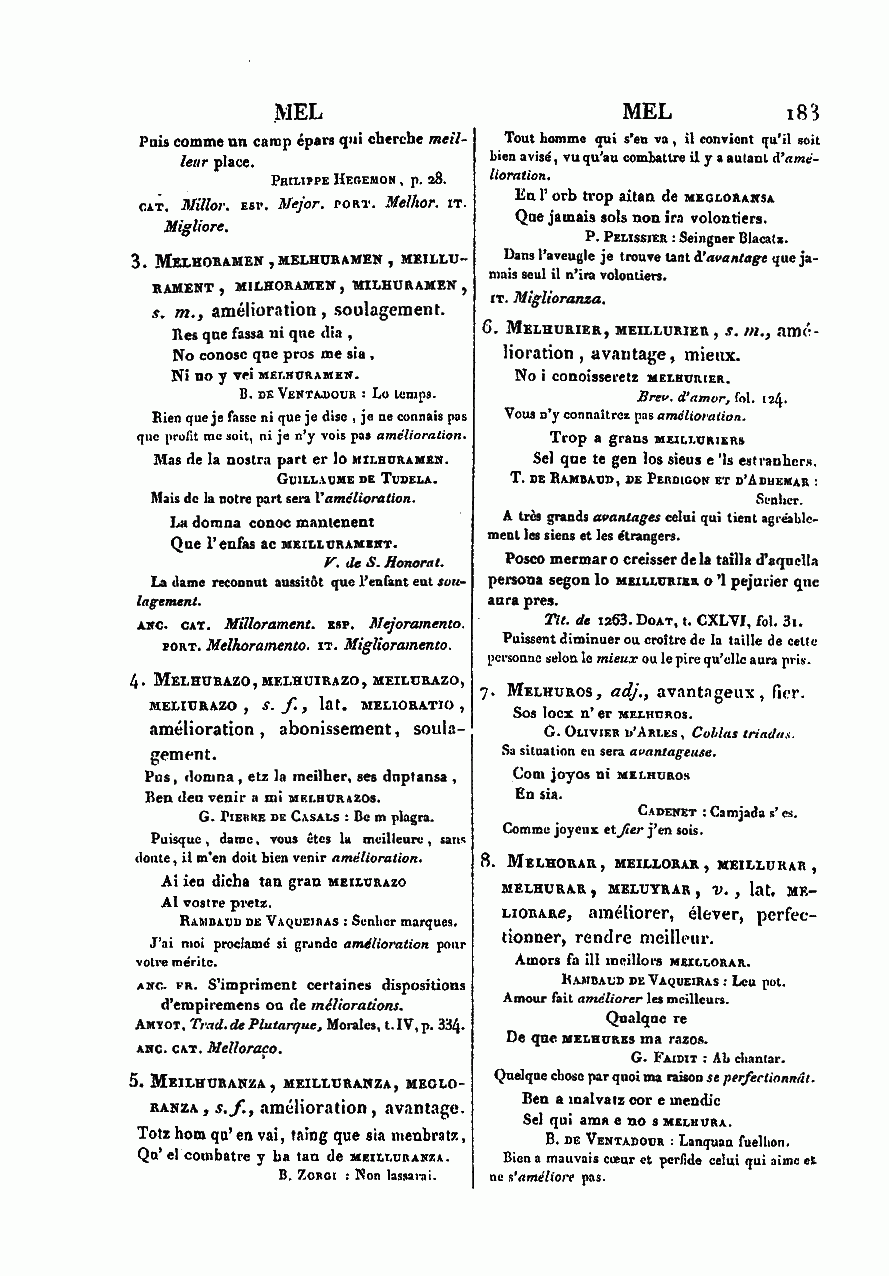 MEL
MEL 183
Puis comme un camp épars qui cherche meil-
leur place.
Philippe Hegemon, p. 28.
cat. Millor. esp. Mejor. port. Melhor. it.
Migliore.
3. Melhoramen, melhuramen, meillu-
rament, milhoramen, milhuramen,
s. m., amélioration, soulagement.
Res que fassa ni que dia,
No conosc que pros me sia,
Ni no y vei melhuramen.
B. de Ventadour : Lo temps.
Rien que je fasse ni que je dise, je ne connais pas
que profit me soit, ni je n'y vois pas amélioration.
Mas de la nostra part er lo milhuramen.
Guillaume de Tudela.
Mais de la notre part sera l'amélioration.
La domna conoc mantenent
Que l'enfas ac meillurament.
V. de S. Honorat.
La dame reconnut aussitôt que l'enfant eut sou-
lagement.
anc. cat. Millorament. esp. Mejoramento.
port. Melhoramento. it. Miglioramento.
4. Melhurazo, melhuirazo, meilurazo,
meliurazo, s. f., lat. melioratio,
amélioration, abonissement, soula-
gement.
Pus, domna, etz la meilher, ses duptansa,
Ben deu venir a mi melhurazos.
G. Pierre de Casals : Be m plagra.
Puisque, dame, vous êtes la meilleure, sans
doute, il m'en doit bien venir amélioration.
Ai ieu dicha tan gran meilurazo
Al vostre pretz.
Rambaud de Vaqueiras : Senher marques.
J'ai moi proclamé si grande amélioration pour
votre mérite.
anc. fr. S'impriment certaines dispositions
d'empiremens ou de méliorations.
Amyot, Trad. de Plutarque, Morales, t. IV, p. 334.
anc. cat. Melloraço.
5. Meilhuranza, meilluranza, meglo-
ranza, s. f., amélioration, avantage.
Totz hom qu'en vai, taing que sia menbratz,
Qu'el combatre y ha tan de meilluranza.
B. Zorgi : Non lassarai.
Tout homme qui s'en va, il convient qu'il soit
bien avisé, vu qu'au combattre il y a autant d'amé-
lioration.
En l'orb trop aitan de megloransa
Que jamais sols non ira volontiers.
P. Pelissier : Seingner Blacatz.
Dans l'aveugle je trouve tant d'avantage que ja-
mais seul il n'ira volontiers.
it. Miglioranza.
6. Melhurier, meillurier, s. m., amé-
lioration, avantage, mieux.
No i conoisseretz melhurier.
Brev. d'amor, fol. 124.
Vous n'y connaîtrez pas amélioration.
Trop a grans meilluriers
Sel que te gen los sieus e 'ls estranhers.
T. de Rambaud, de Perdigon et d'Adhemar :
Senher.
A très grands avantages celui qui tient agréable-
ment les siens et les étrangers.
Posco mermar o creisser de la tailla d'aquella
persona segon lo meillurier o 'l pejurier que
aura pres.
Tit. de 1263. Doat, t. CXLVI, fol. 31.
Puissent diminuer ou croître de la taille de cette
personne selon le mieux ou le pire qu'elle aura pris.
7. Melhuros, adj., avantageux, fier.
Sos locx n'er melhuros.
G. Olivier d'Arles, Coblas triadas.
Sa situation en sera avantageuse.
Com joyos ni melhuros
En sia.
Cadenet : Camjada s'es.
Comme joyeux et fier j'en sois.
8. Melhorar, meillorar, meillurar,
melhurar, meluyrar, v., lat. me-
liorare, améliorer, élever, perfec-
tionner, rendre meilleur.
Amors fa ill meillors meillorar.
Rambaud de Vaqueiras : Leu pot.
Amour fait améliorer les meilleurs.
Qualque re
De que melhures ma razos.
G. Faidit : Ab chantar.
Quelque chose par quoi ma raison se perfectionnât.
Ben a malvatz cor e mendic
Sel qui ama e no s melhura.
B. de Ventadour : Lanquan fuelhon.
Bien a mauvais cœur et perfide celui qui aime et
ne s'améliore pas.